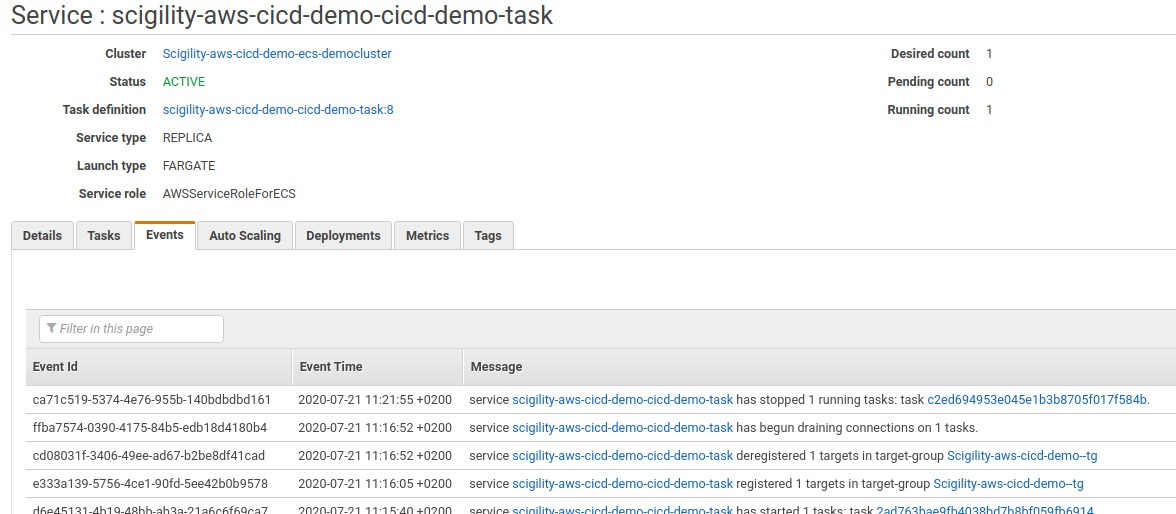 Service : scigility-aws-cicd-demo-cicd-demo-task
Cluster Scigility-aws-cicd-demo-ecs-democluster Desired count 1
Status ACTIVE Pending count 0
Task definition scigility-aws-cicd-demo-cicd-demo-task:8 Running count 1
Service type REPLICA
Launch type FARGATE
Service role AWSServiceRoleForECS
Details Tasks Events Auto Scaling Deployments Metrics Tags
Filter in this page
Event Id Event Time Message
ca71c519-5374-4e76-955b-140bdbdbd161 2020-07-21 11:21:55 +0200 service scigility-aws-cicd-demo-cicd-demo-task has stopped 1 running tasks: task c2ed694953e045e1b3b8705f017f584b.
ffba7574-0390-4175-84b5-edb18d4180b4 2020-07-21 11:16:52 +0200 service scigility-aws-cicd-demo-cicd-demo-task has begun draining connections on 1 tasks.
cd08031f-3406-49ee-ad67-b2be8df41cad 2020-07-21 11:16:52 +0200 service scigility-aws-cicd-demo-cicd-demo-task deregistered 1 targets in target-group Scigility-aws-cicd-demo--tg
e333a139-5756-4ce1-90fd-5ee42b0b9578 2020-07-21 11:16:05 +0200 service scigility-aws-cicd-demo-cicd-demo-task registered 1 targets in target-group Scigility-aws-cicd-demo--tg
d6e45131-4b19-48bb-ab3a-21a6c6f69ca7 2020-07-21 11:15:40 +0200 service scigility-aws-cicd-demo-cicd-demo-task has started 1 tasks: task 2ad763bae9fb4038bd7b8bf059fb6914.